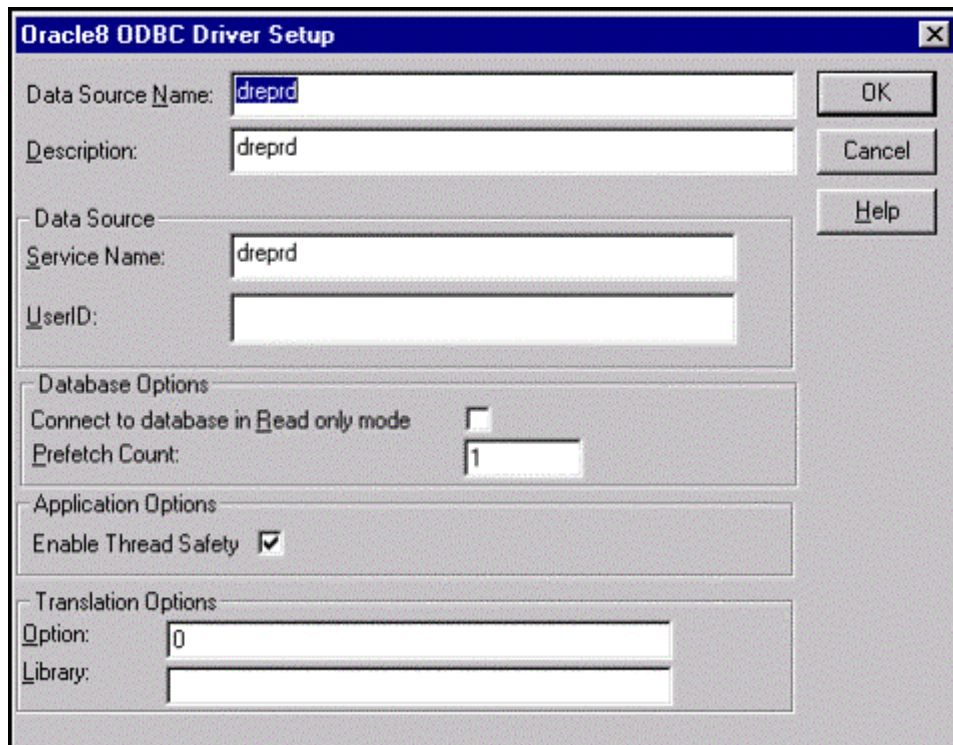 Oracle8 ODBC Driver Setup
Data Source Name: dreprd
OK
Description: dreprd
Cancel
Help
Data Source
Service Name: dreprd
UserID:
Database Options
Connect to database in Read only mode
Prefetch Count: 1
Application Options
Enable Thread Safety
Translation Options
Option: 0
Library: